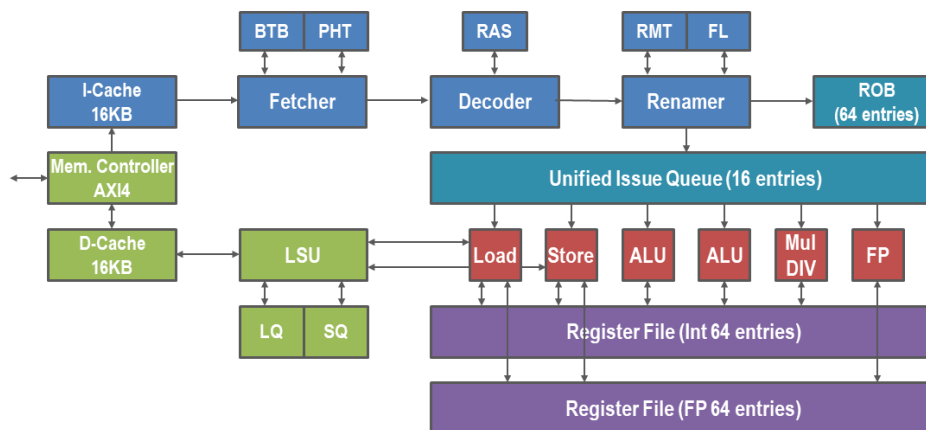 BTB PHT RAS RMT FL
I-Cache
16KB
Fetcher
Decoder
Renamer
ROB
(64 entries)
Mem. Controller
AXI4
Unified Issue Queue (16 entries)
D-Cache
16KB
LSU
Load
Store
ALU
ALU
Mul
DIV
FP
LQ SQ
Register File (Int 64 entries)
Register File (FP 64 entries)